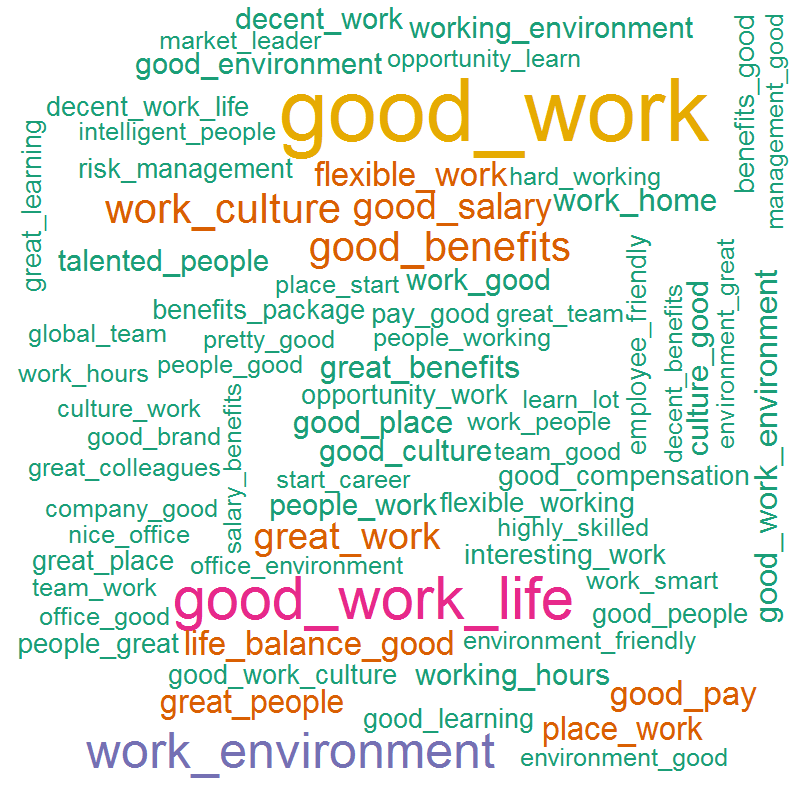 decent_work
working_environment
market_leader
good_environment
opportunity_learn
good_work
decent_work_life
intelligent_people
benefits_good
management_good
great_learning
risk_management
flexible_work
hard_working
work_culture
good_salary
work_home
good_benefits
talented_people
place_start
work_good
employee_friendly
decent_benefits
culture_good
environment_great
good_work_environment
benefits_package
pay_good
great_team
global_team
pretty_good
people_working
work_hours
people_good
great_benefits
culture_work
salary_benefits
opportunity_work
learn_lot
good_brand
good_place
work_people
great_colleagues
good_culture
team_good
start_career
good_compensation
company_good
people_work
flexible_working
nice_office
great_work
highly_skilled
great_place
office_environment
interesting_work
team_work
good_work_life
work_smart
office_good
good_people
people_great
life_balance_good
environment_friendly
good_work_culture
working_hours
great_people
good_pay
good_learning
place_work
work_environment
environment_good